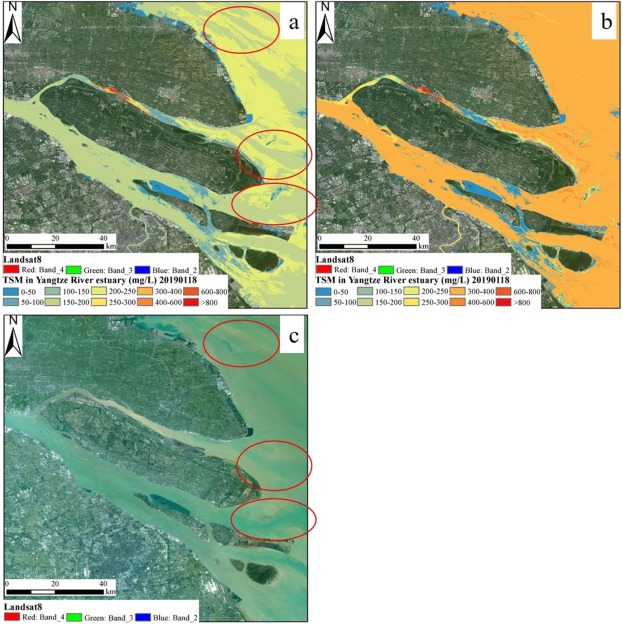 N
a
0 20 40
km
Landsat8
Red: Band_4 Green: Band_3 Blue: Band_2
TSM in Yangtze River estuary (mg/L) 20190118
0-50 100-150 200-250 300-400 600-800
50-100 150-200 250-300 400-600 >800
N
b
0 20 40
km
Landsat8
Red: Band_4 Green: Band_3 Blue: Band_2
TSM in Yangtze River estuary (mg/L) 20190118
0-50 100-150 200-250 300-400 600-800
50-100 150-200 250-300 400-600 >800
N
c
0 20 40
km
Landsat8
Red: Band_4 Green: Band_3 Blue: Band_2